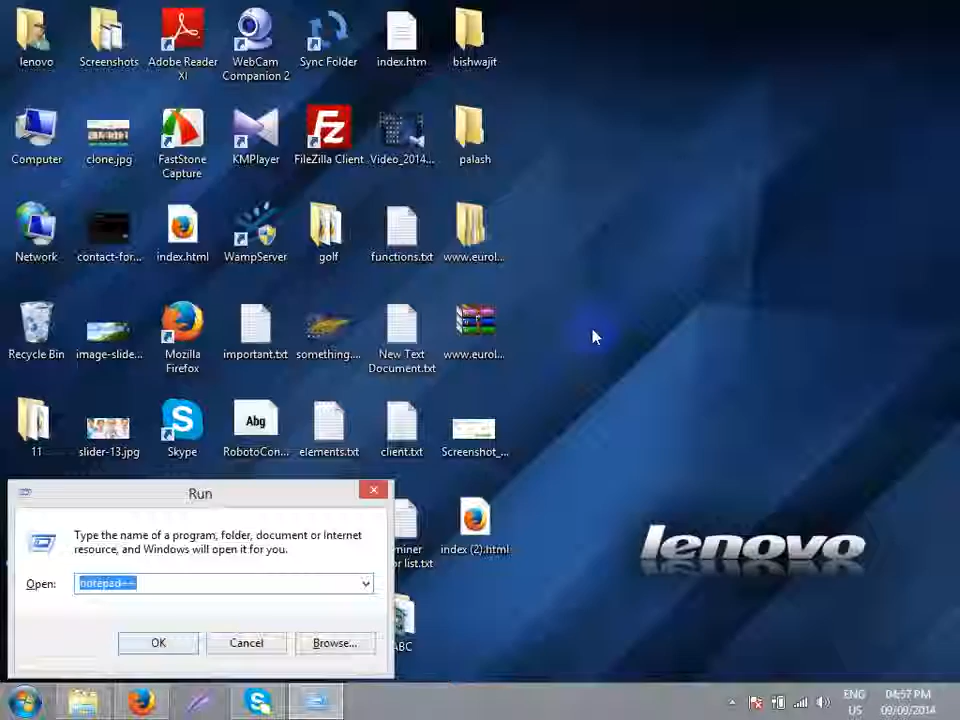 lenovo
Screenshots
Adobe Reader XI
WebCam Companion 2
Sync Folder
index.htm
bishwajit
Computer
clone.jpg
FastStone Capture
KMPlayer
FileZilla Client
Video_2014...
palash
Network
contact-for...
index.html
WampServer
golf
functions.txt
www.eurol...
Recycle Bin
image-slide...
Mozilla Firefox
important.txt
something....
New Text Document.txt
www.eurol...
11
slider-13.jpg
Skype
Abg
RobotoCon...
elements.txt
client.txt
Screenshot_...
index (2).html
ABC
lenovo
Run
Type the name of a program, folder, document or Internet
resource, and Windows will open it for you.
Open:
notepad++
OK
Cancel
Browse...
ENG
US
04:57 PM
09/09/2014